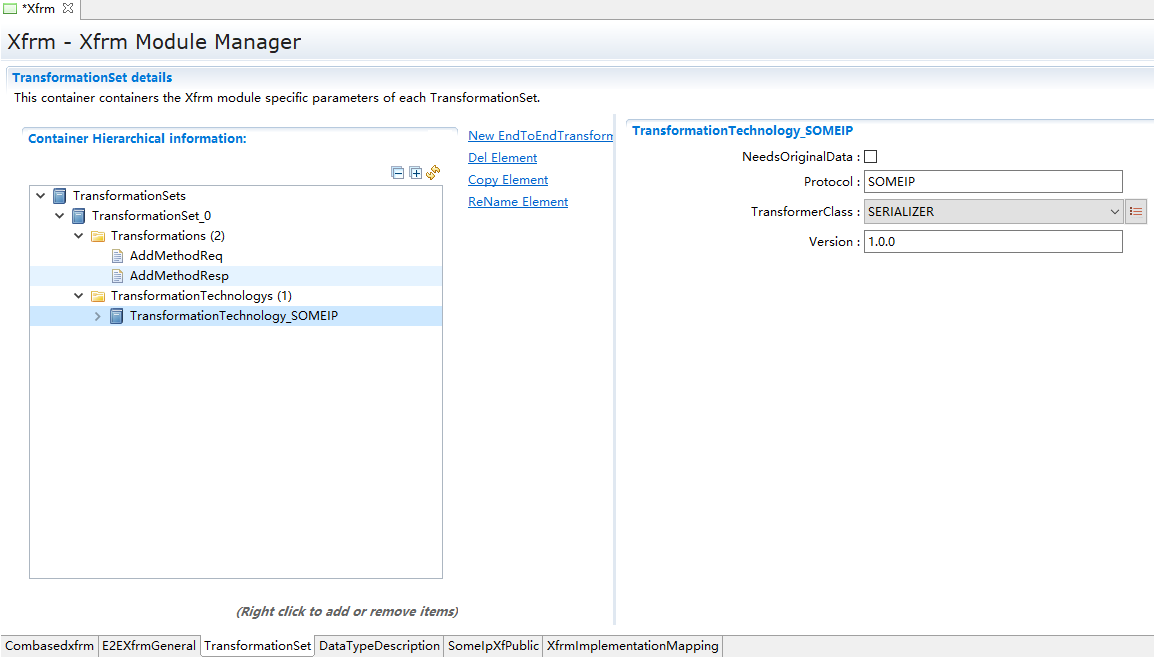 *Xfrm
Xfrm - Xfrm Module Manager
TransformationSet details
This container containers the Xfrm module specific parameters of each TransformationSet.
Container Hierarchical information:
TransformationSets
TransformationSet_0
Transformations (2)
AddMethodReq
AddMethodResp
TransformationTechnologys (1)
TransformationTechnology_SOMEIP
(Right click to add or remove items)
New EndToEndTransform
Del Element
Copy Element
ReName Element
TransformationTechnology_SOMEIP
NeedsOriginalData :
Protocol : SOMEIP
TransformerClass : SERIALIZER
Version : 1.0.0
Combasedxfrm E2EXfrmGeneral TransformationSet DataTypeDescription SomeIpXfPublic XfrmImplementationMapping